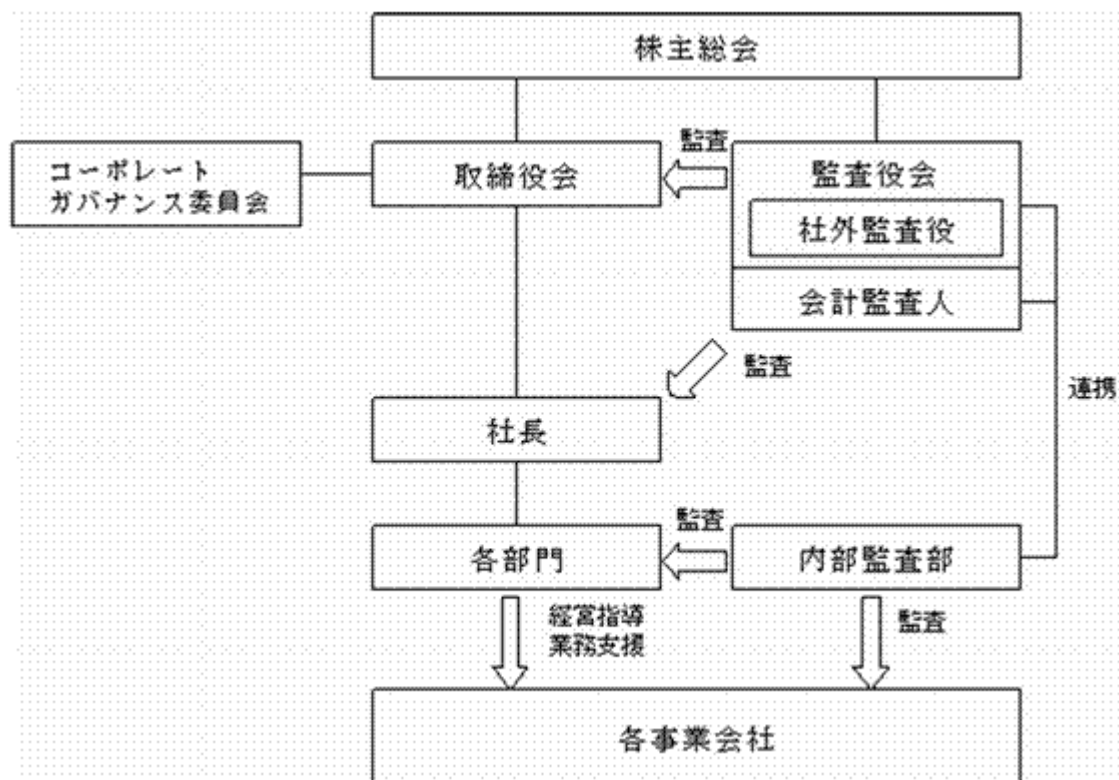 株主総会
コーポレート
ガバナンス委員会
取締役会
監査
監査役会
社外監査役
会計監査人
監査
連携
社長
監査
各部門
内部監査部
経営指導
業務支援
監査
各事業会社